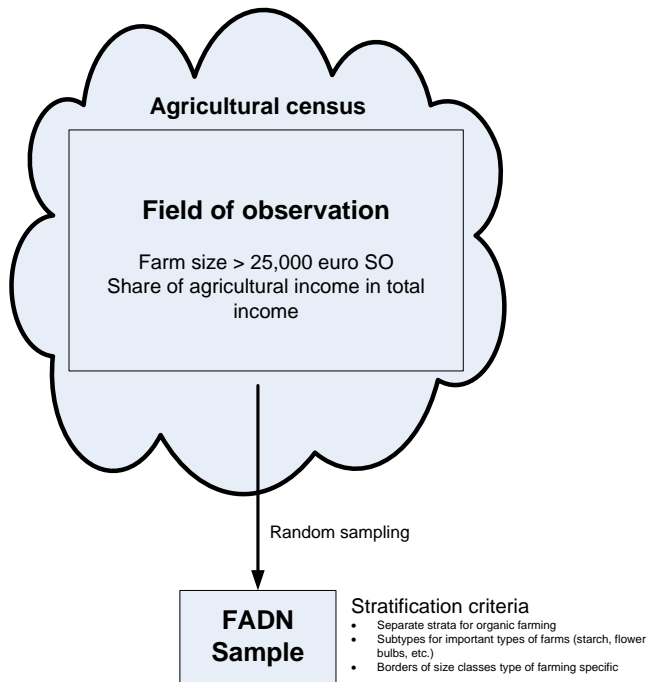 Agricultural census
Field of observation
Farm size > 25,000 euro SO
Share of agricultural income in total
income
Random sampling
FADN
Sample
Stratification criteria
• Separate strata for organic farming
• Subtypes for important types of farms (starch, flower
bulbs, etc.)
• Borders of size classes type of farming specific